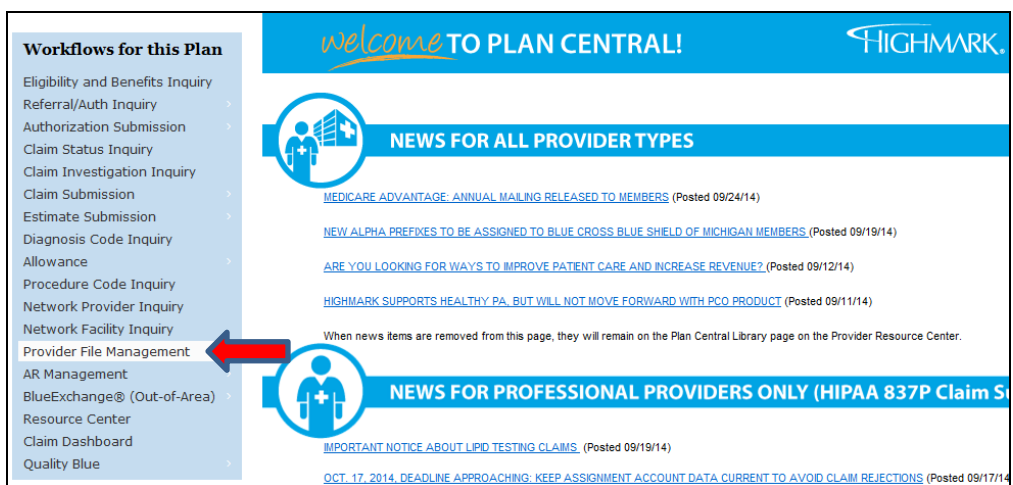 Workflows for this Plan
Eligibility and Benefits Inquiry
Referral/Auth Inquiry
Authorization Submission
Claim Status Inquiry
Claim Investigation Inquiry
Claim Submission
Estimate Submission
Diagnosis Code Inquiry
Allowance
Procedure Code Inquiry
Network Provider Inquiry
Network Facility Inquiry
Provider File Management
AR Management
BlueExchange® (Out-of-Area)
Resource Center
Claim Dashboard
Quality Blue
welcome TO PLAN CENTRAL!
HIGHMARK®
NEWS FOR ALL PROVIDER TYPES
MEDICARE ADVANTAGE: ANNUAL MAILING RELEASED TO MEMBERS (Posted 09/24/14)
NEW ALPHA PREFIXES TO BE ASSIGNED TO BLUE CROSS BLUE SHIELD OF MICHIGAN MEMBERS (Posted 09/19/14)
ARE YOU LOOKING FOR WAYS TO IMPROVE PATIENT CARE AND INCREASE REVENUE? (Posted 09/12/14)
HIGHMARK SUPPORTS HEALTHY PA, BUT WILL NOT MOVE FORWARD WITH PCO PRODUCT (Posted 09/11/14)
When news items are removed from this page, they will remain on the Plan Central Library page on the Provider Resource Center.
NEWS FOR PROFESSIONAL PROVIDERS ONLY (HIPAA 837P Claim Su
IMPORTANT NOTICE ABOUT LIPID TESTING CLAIMS (Posted 09/19/14)
OCT. 17, 2014, DEADLINE APPROACHING: KEEP ASSIGNMENT ACCOUNT DATA CURRENT TO AVOID CLAIM REJECTIONS (Posted 09/17/14